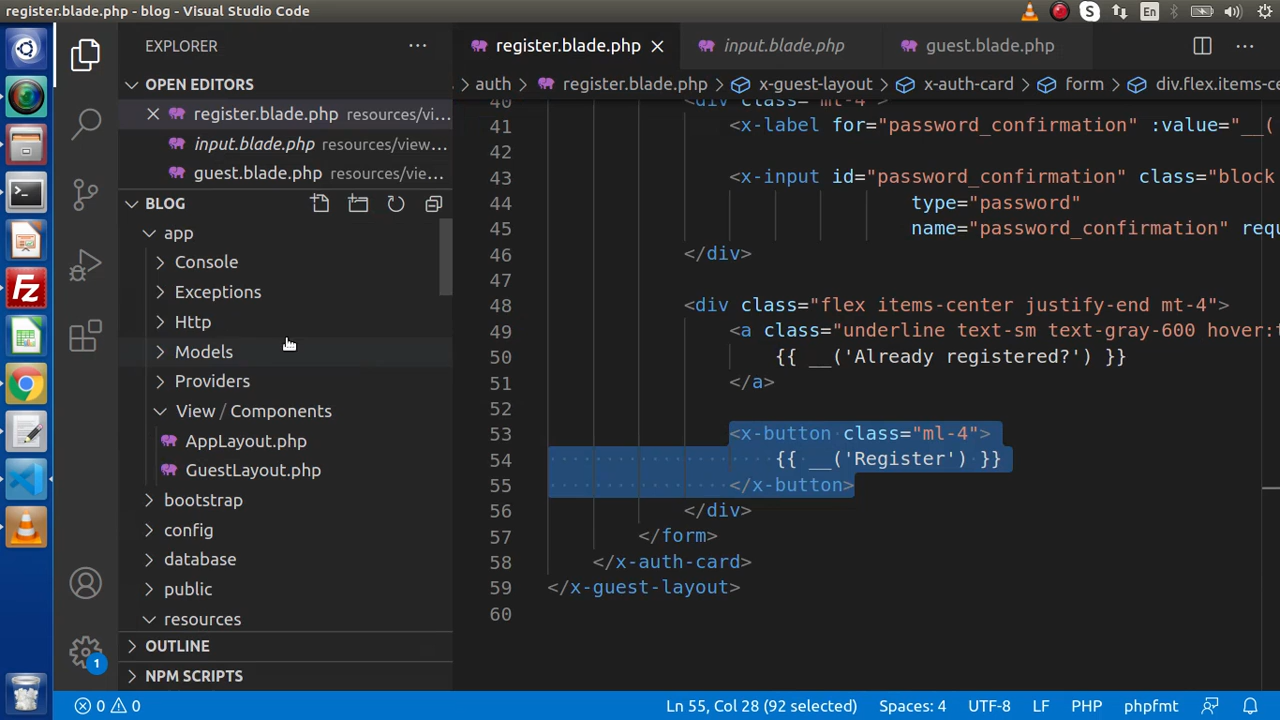 register.blade.php - blog - Visual Studio Code
En
EXPLORER
OPEN EDITORS
register.blade.php resources/vi...
input.blade.php resources/view...
guest.blade.php resources/vie...
BLOG
app
Console
Exceptions
Http
Models
Providers
View / Components
AppLayout.php
GuestLayout.php
bootstrap
config
database
public
resources
OUTLINE
NPM SCRIPTS
register.blade.php
input.blade.php
guest.blade.php
auth > register.blade.php > x-guest-layout > x-auth-card > form > div.flex.items-ce
40 <div class="ml-4">
41 <x-label for="password_confirmation" :value="__(
42
43 <x-input id="password_confirmation" class="block
44 type="password"
45 name="password_confirmation" requ
46 </div>
47
48 <div class="flex items-center justify-end mt-4">
49 <a class="underline text-sm text-gray-600 hover:t
50 {{ __('Already registered?') }}
51 </a>
52
53 <x-button class="ml-4">
54 {{ __('Register') }}
55 </x-button>
56 </div>
57 </form>
58 </x-auth-card>
59 </x-guest-layout>
60
1
0 0
Ln 55, Col 28 (92 selected)
Spaces: 4
UTF-8
LF
PHP
phpfmt